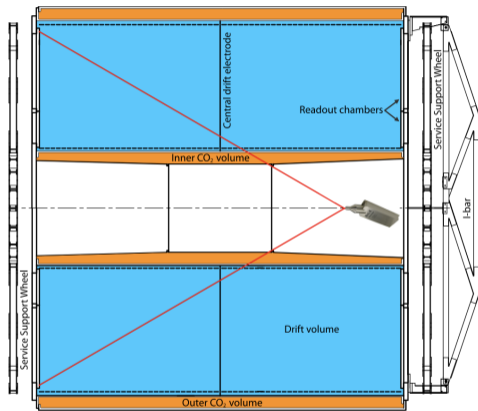 Central drift electrode
Readout chambers
Service Support Wheel
Inner CO₂ volume
I-bar
Service Support Wheel
Drift volume
Outer CO₂ volume